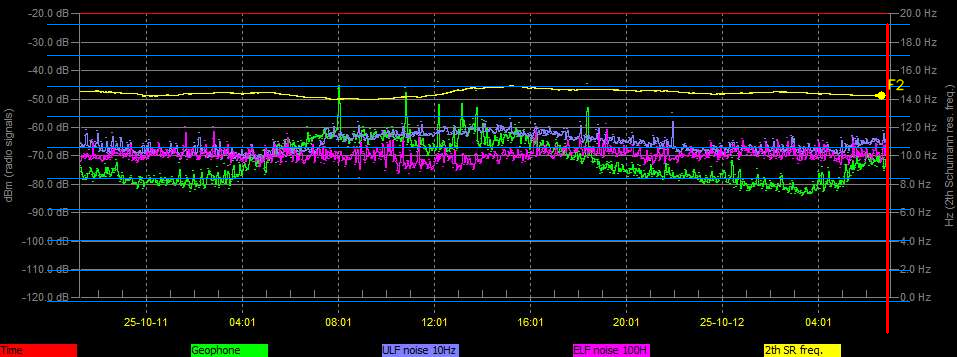 -20.0 dB 20.0 Hz
-30.0 dB 18.0 Hz
-40.0 dB 16.0 Hz
F2
-50.0 dB 14.0 Hz
-60.0 dB 12.0 Hz
-70.0 dB 10.0 Hz
-80.0 dB 8.0 Hz
-90.0 dB 6.0 Hz
-100.0 dB 4.0 Hz
-110.0 dB 2.0 Hz
-120.0 dB 0.0 Hz
dBm (radio signals)
Hz (2th Schumann res. freq.)
25-10-11 04:01 08:01 12:01 16:01 20:01 25-10-12 04:01
Time Geophone ULF noise 10Hz ELF noise 100H 2th SR freq.